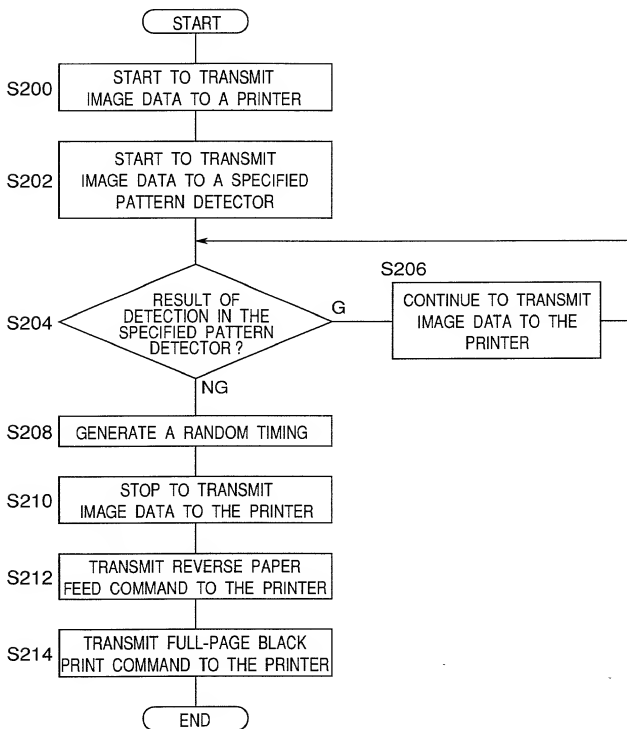 START
S200
START TO TRANSMIT
IMAGE DATA TO A PRINTER
S202
START TO TRANSMIT
IMAGE DATA TO A SPECIFIED
PATTERN DETECTOR
S204
RESULT OF
DETECTION IN THE
SPECIFIED PATTERN
DETECTOR?
G
S206
CONTINUE TO TRANSMIT
IMAGE DATA TO THE
PRINTER
NG
S208
GENERATE A RANDOM TIMING
S210
STOP TO TRANSMIT
IMAGE DATA TO THE PRINTER
S212
TRANSMIT REVERSE PAPER
FEED COMMAND TO THE PRINTER
S214
TRANSMIT FULL-PAGE BLACK
PRINT COMMAND TO THE PRINTER
END